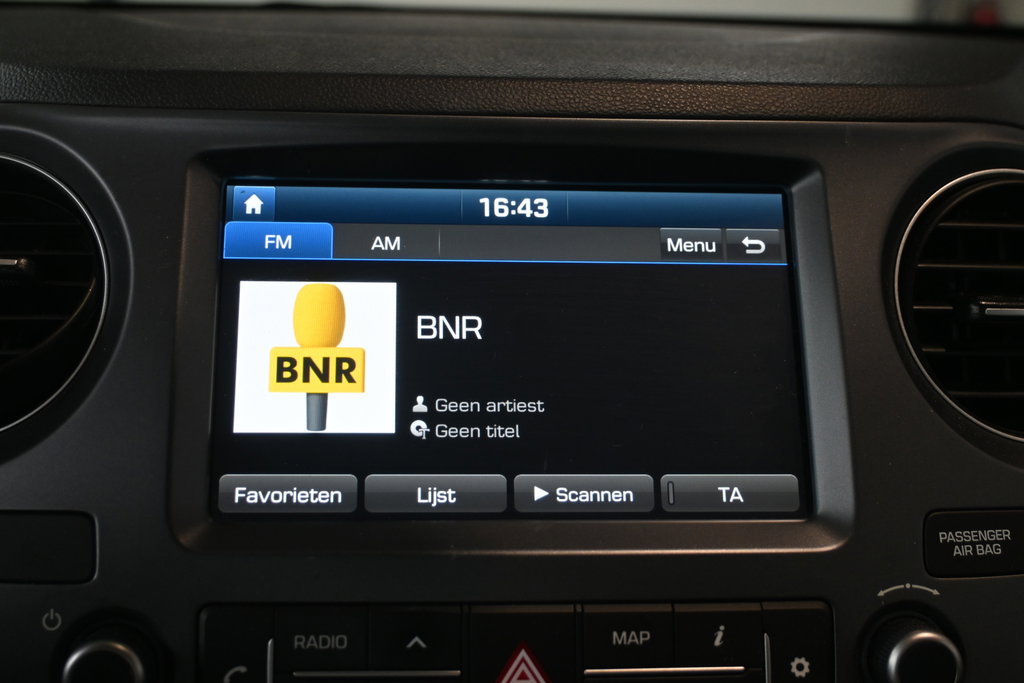 16:43
FM
AM
Menu
BNR
BNR
Geen artiest
Geen titel
Favorieten
Lijst
Scannen
TA
PASSENGER
AIR BAG
RADIO
MAP
i